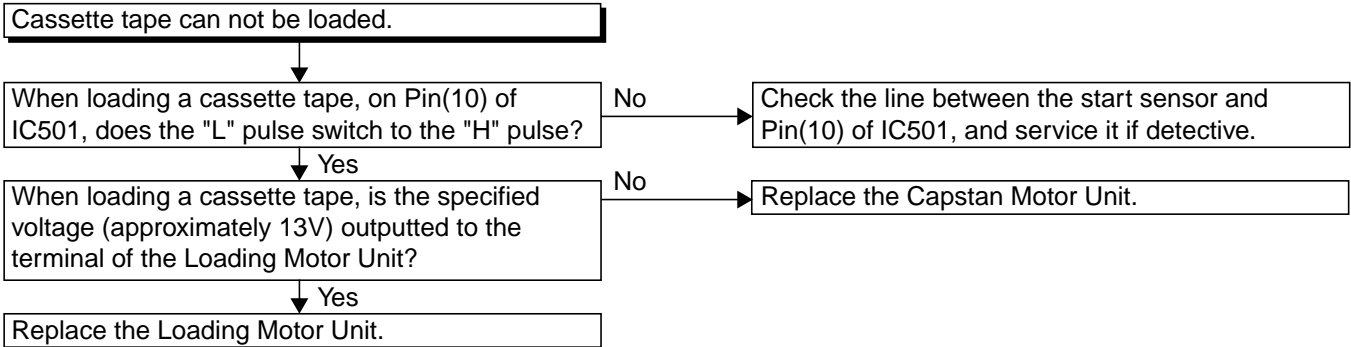 Cassette tape can not be loaded.
When loading a cassette tape, on Pin(10) of
IC501, does the "L" pulse switch to the "H" pulse?
No
Check the line between the start sensor and
Pin(10) of IC501, and service it if detective.
Yes
When loading a cassette tape, is the specified
voltage (approximately 13V) outputted to the
terminal of the Loading Motor Unit?
No
Replace the Capstan Motor Unit.
Yes
Replace the Loading Motor Unit.